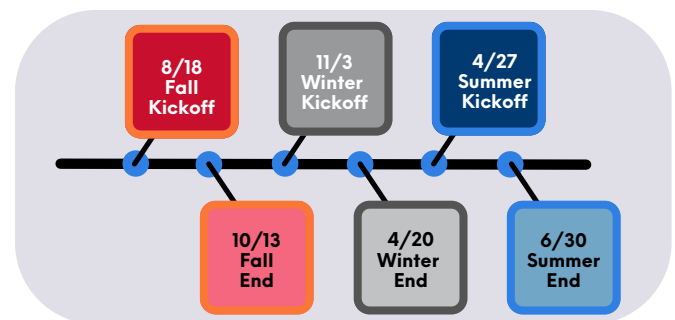 8/18
Fall
Kickoff
10/13
Fall
End
11/3
Winter
Kickoff
4/20
Winter
End
4/27
Summer
Kickoff
6/30
Summer
End